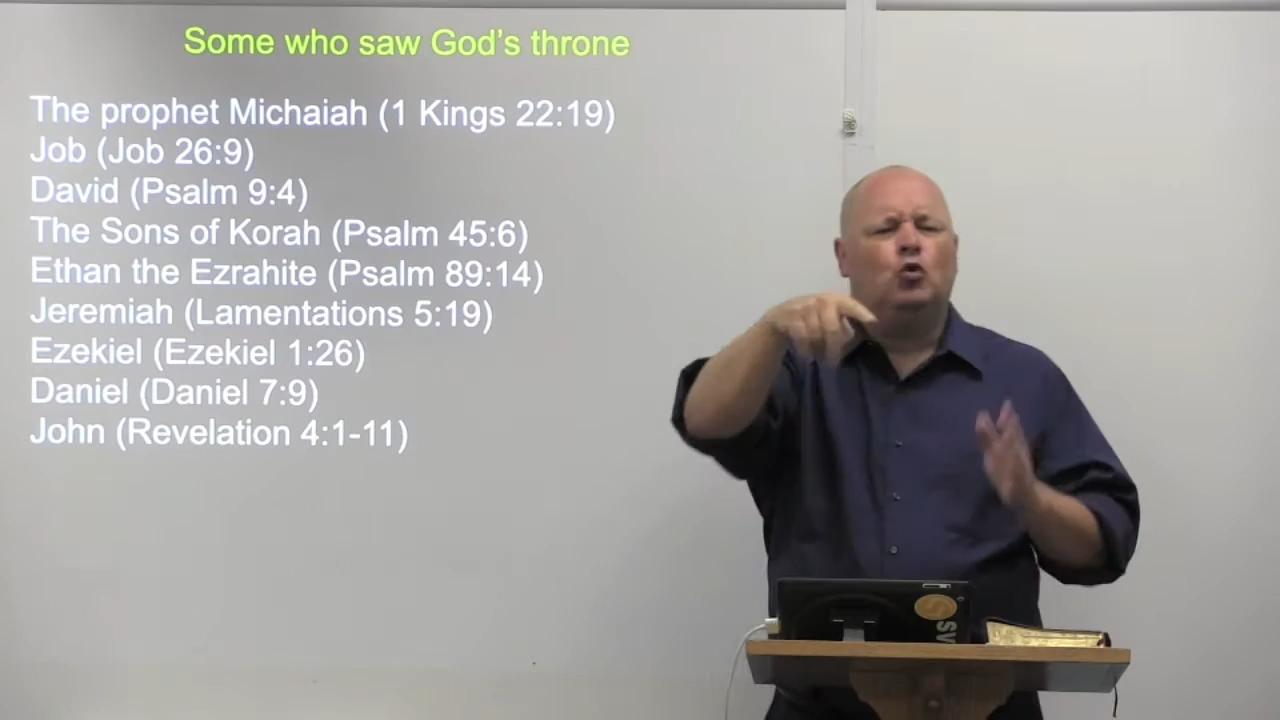 Some who saw God's throne
The prophet Michaiah (1 Kings 22:19)
Job (Job 26:9)
David (Psalm 9:4)
The Sons of Korah (Psalm 45:6)
Ethan the Ezrahite (Psalm 89:14)
Jeremiah (Lamentations 5:19)
Ezekiel (Ezekiel 1:26)
Daniel (Daniel 7:9)
John (Revelation 4:1-11)
SV